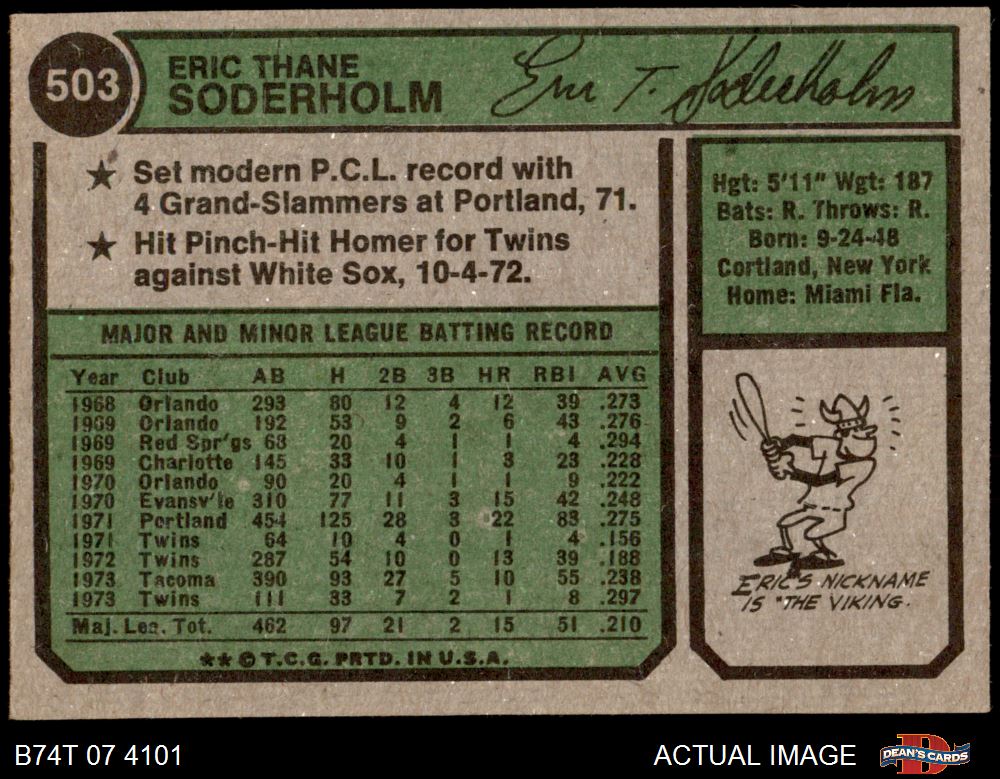 503
ERIC THANE
SODERHOLM
Eric T. Soderholm
★ Set modern P.C.L. record with
4 Grand-Slammers at Portland, 71.
★ Hit Pinch-Hit Homer for Twins
against White Sox, 10-4-72.
Hgt: 5'11" Wgt: 187
Bats: R. Throws: R.
Born: 9-24-48
Cortland, New York
Home: Miami Fla.
MAJOR AND MINOR LEAGUE BATTING RECORD
Year Club AB H 2B 3B HR RBI AVG
1968 Orlando 293 80 12 4 12 39 .273
1969 Orlando 192 53 9 2 6 43 .276
1969 Red Spr'gs 68 20 4 1 1 4 .294
1969 Charlotte 145 33 10 1 3 23 .228
1970 Orlando 90 20 4 1 1 9 .222
1970 Evansv'le 310 77 11 3 15 42 .248
1971 Portland 454 125 28 3 22 83 .275
1971 Twins 64 10 4 0 1 4 .156
1972 Twins 287 54 10 0 13 39 .188
1973 Tacoma 390 93 27 5 10 55 .238
1973 Twins 111 33 7 2 1 8 .297
Maj. Lea. Tot. 462 97 21 2 15 51 .210
ERIC'S NICKNAME
IS "THE VIKING.
★★ © T.C.G. PRTD. IN U.S.A.
B74T 07 4101
ACTUAL IMAGE
D
DEAN'S CARDS